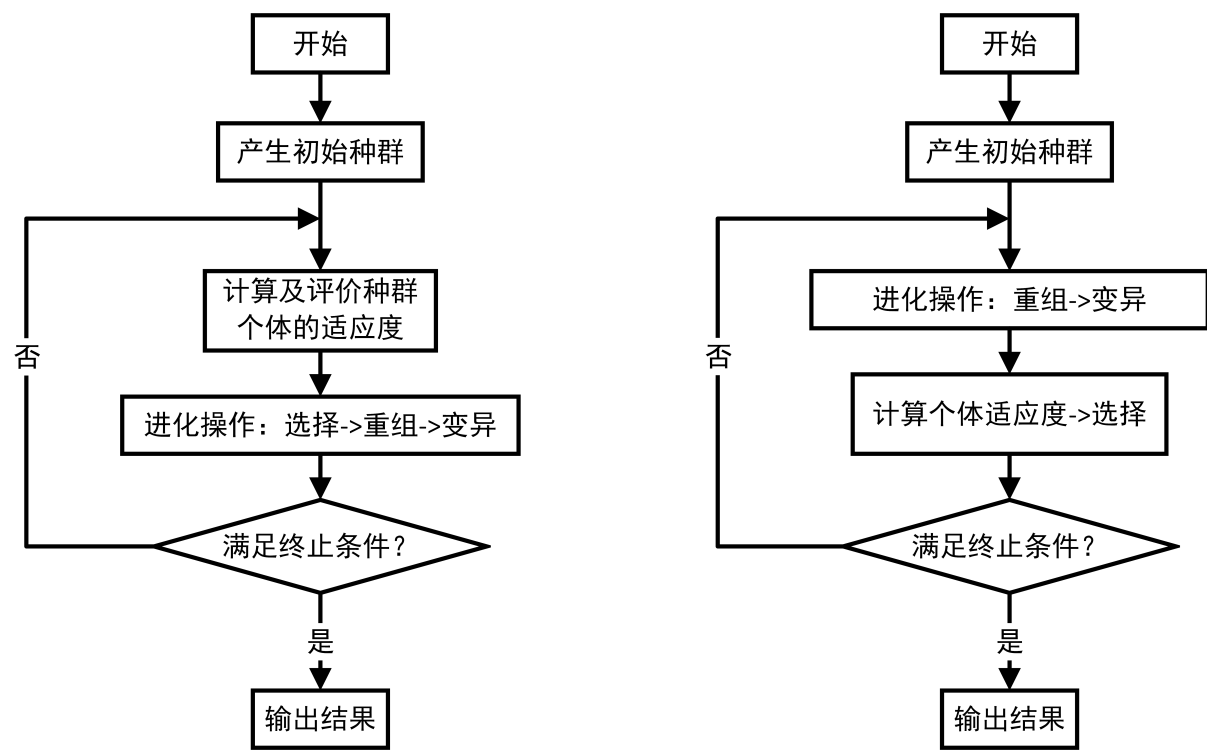 开始
产生初始种群
计算及评价种群
个体的适应度
否
进化操作：选择->重组->变异
满足终止条件？
是
输出结果
开始
产生初始种群
进化操作：重组->变异
否
计算个体适应度->选择
满足终止条件？
是
输出结果